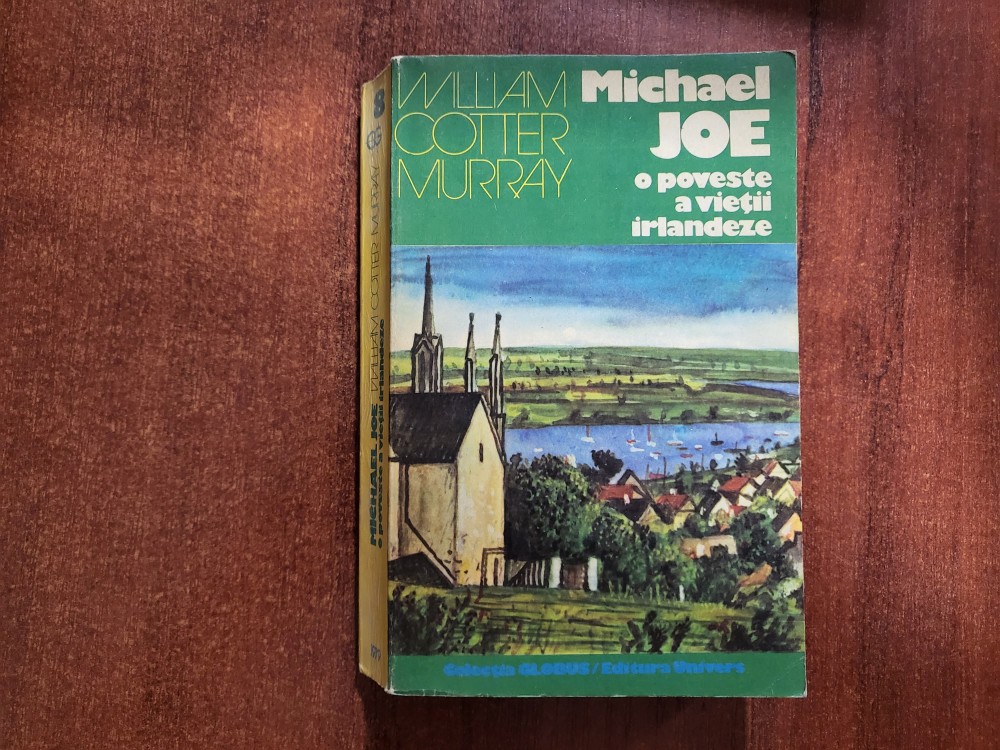 WILLIAM
COTTER
MURRAY
Michael
JOE
o poveste
a vieții
irlandeze
Colecția GLOBUS / Editura Univers
8
MICHAEL JOE WILLIAM COTTER MURRAY
o poveste a vieții irlandeze